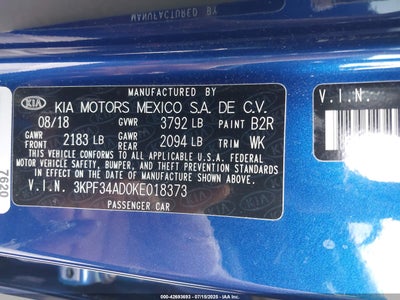 MANUFACTURED BY
KIA KIA MOTORS MEXICO S.A. DE C.V.
08/18 GVWR 3792 LB PAINT B2R
GAWR FRONT 2183 LB GAWR REAR 2094 LB TRIM WK
THIS VEHICLE CONFORMS TO ALL APPLICABLE U.S. FEDERAL MOTOR
VEHICLE SAFETY, BUMPER, AND THEFT PREVENTION STANDARDS
IN EFFECT ON THE DATE OF MANUFACTURE SHOWN ABOVE.
V.I.N. 3KPF34AD0KE018373
PASSENGER CAR
V.I.N.
7620
000-42693693 - 07/15/2025 - IAA Inc.